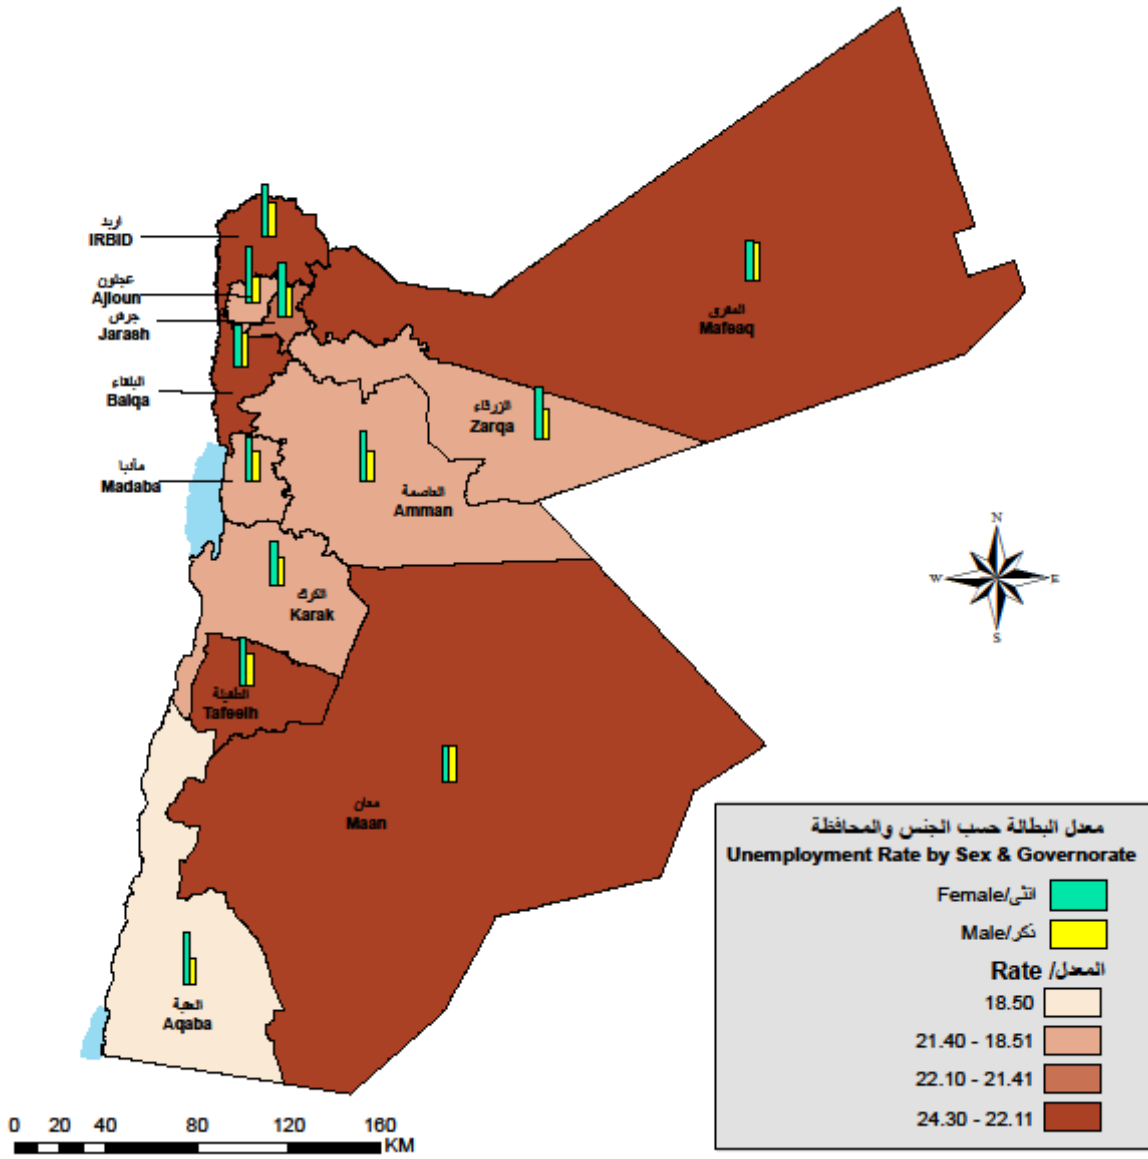 اربد
IRBID
عجلون
Ajloun
جرش
Jarash
البلقاء
Balqa
مأدبا
Madaba
المفرق
Mafraq
الزرقاء
Zarqa
العاصمة
Amman
الكرك
Karak
الطفيلة
Tafeelh
معان
Maan
العقبة
Aqaba
N
W
E
S
معدل البطالة حسب الجنس والمحافظة
Unemployment Rate by Sex & Governorate
Female/انثى
Male/ذكر
Rate /المعدل
18.50
21.40 - 18.51
22.10 - 21.41
24.30 - 22.11
0 20 40 80 120 160
KM